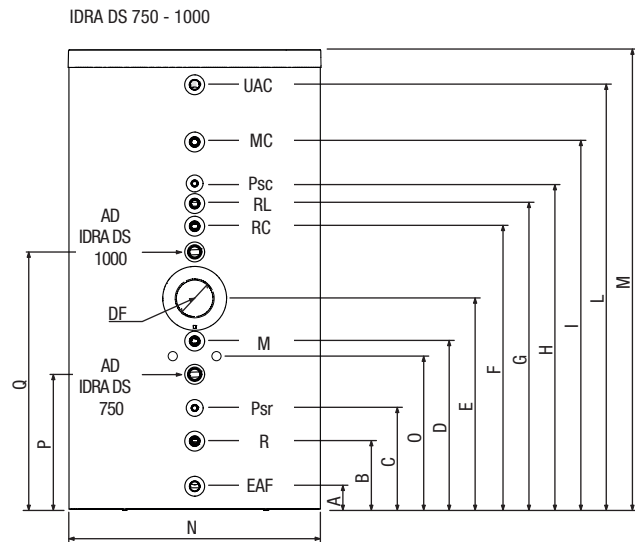 IDRA DS 750 - 1000
UAC
MC
Psc
RL
RC
AD
IDRA DS
1000
DF
M
AD
IDRA DS
750
Psr
R
EAF
Q
P
A
B
C
O
D
E
F
G
H
I
L
M
N